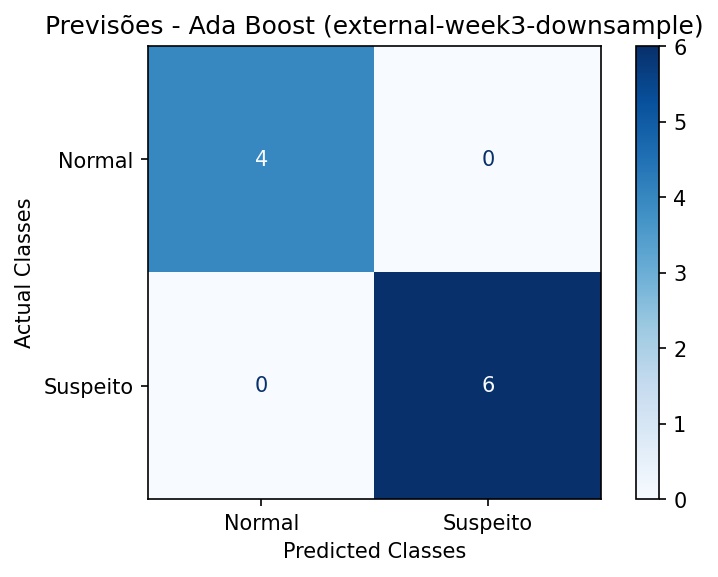 Previsões - Ada Boost (external-week3-downsample)
6
5
4
3
2
1
0
Normal
4
0
Suspeito
0
6
Actual Classes
Normal
Suspeito
Predicted Classes